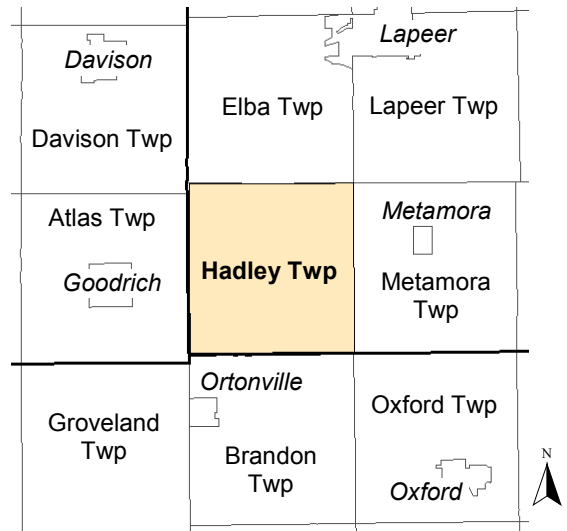 Davison
Lapeer
Davison Twp
Elba Twp
Lapeer Twp
Atlas Twp
Goodrich
Hadley Twp
Metamora
Metamora
Twp
Ortonville
Groveland
Twp
Brandon
Twp
Oxford Twp
Oxford
N